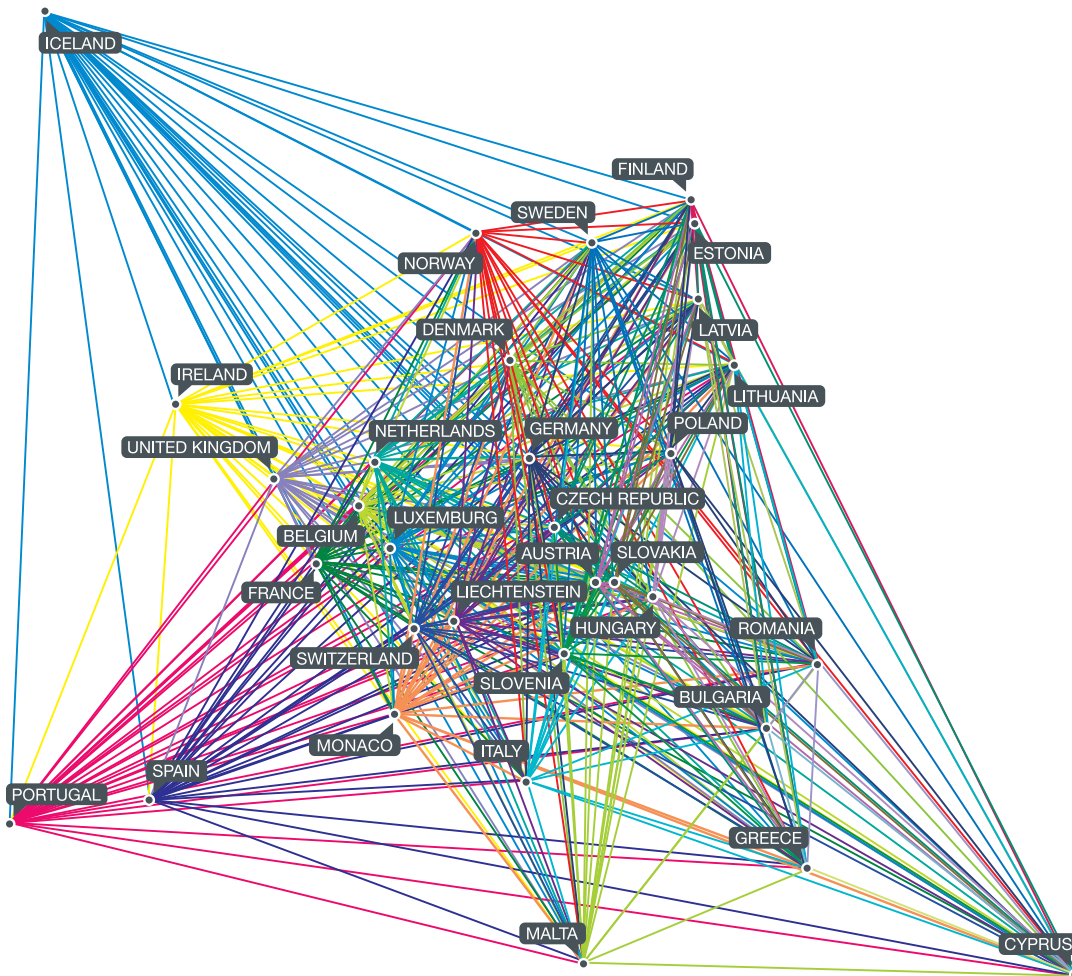 ICELAND
FINLAND
SWEDEN
NORWAY
ESTONIA
DENMARK
LATVIA
IRELAND
LITHUANIA
UNITED KINGDOM
NETHERLANDS
GERMANY
POLAND
CZECH REPUBLIC
BELGIUM
LUXEMBURG
AUSTRIA
SLOVAKIA
FRANCE
LIECHTENSTEIN
HUNGARY
ROMANIA
SWITZERLAND
SLOVENIA
BULGARIA
MONACO
ITALY
SPAIN
PORTUGAL
GREECE
MALTA
CYPRUS